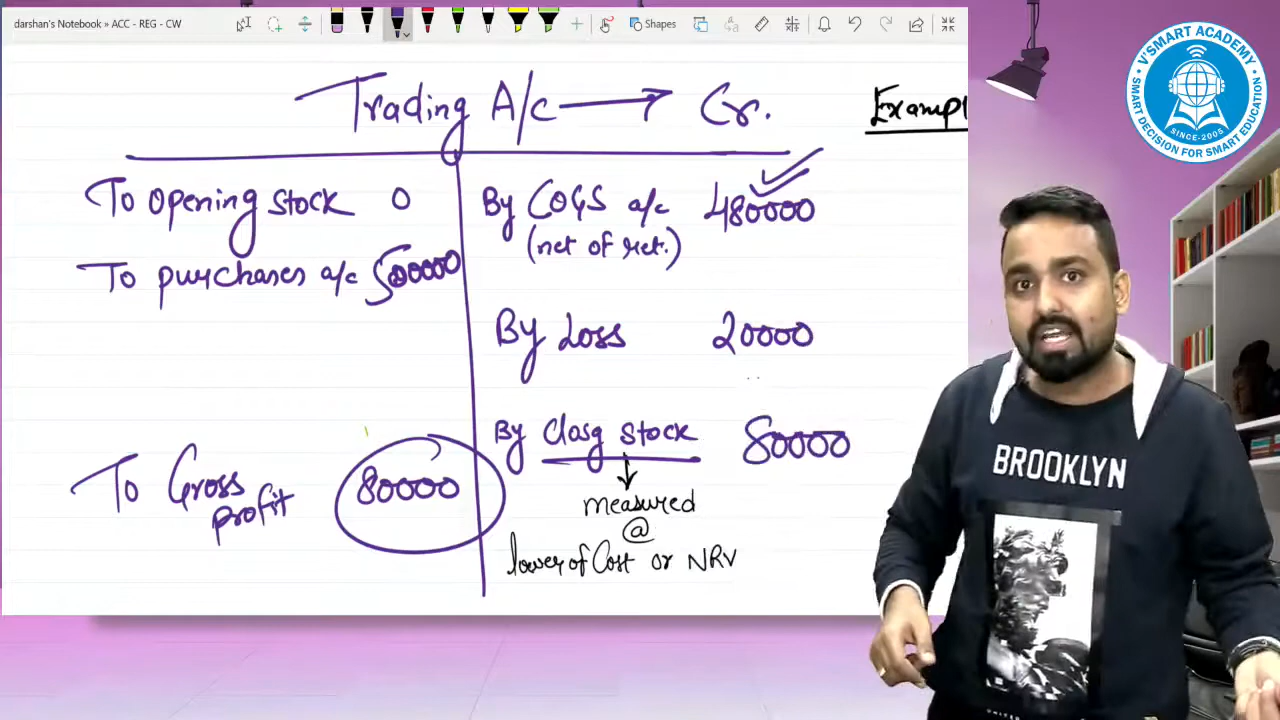 darshan's Notebook » ACC - REG - CW
Shapes
Trading A/c → Cr.
Exampl
To opening stock 0
To purchases a/c 500000
To Gross profit 80000
By COGS a/c 480000
(net of ret.)
By Loss 20000
By Closg stock 80000
measured
@
lower of Cost or NRV
V'SMART ACADEMY
SINCE-2005
SMART DECISION FOR SMART EDUCATION
BROOKLYN